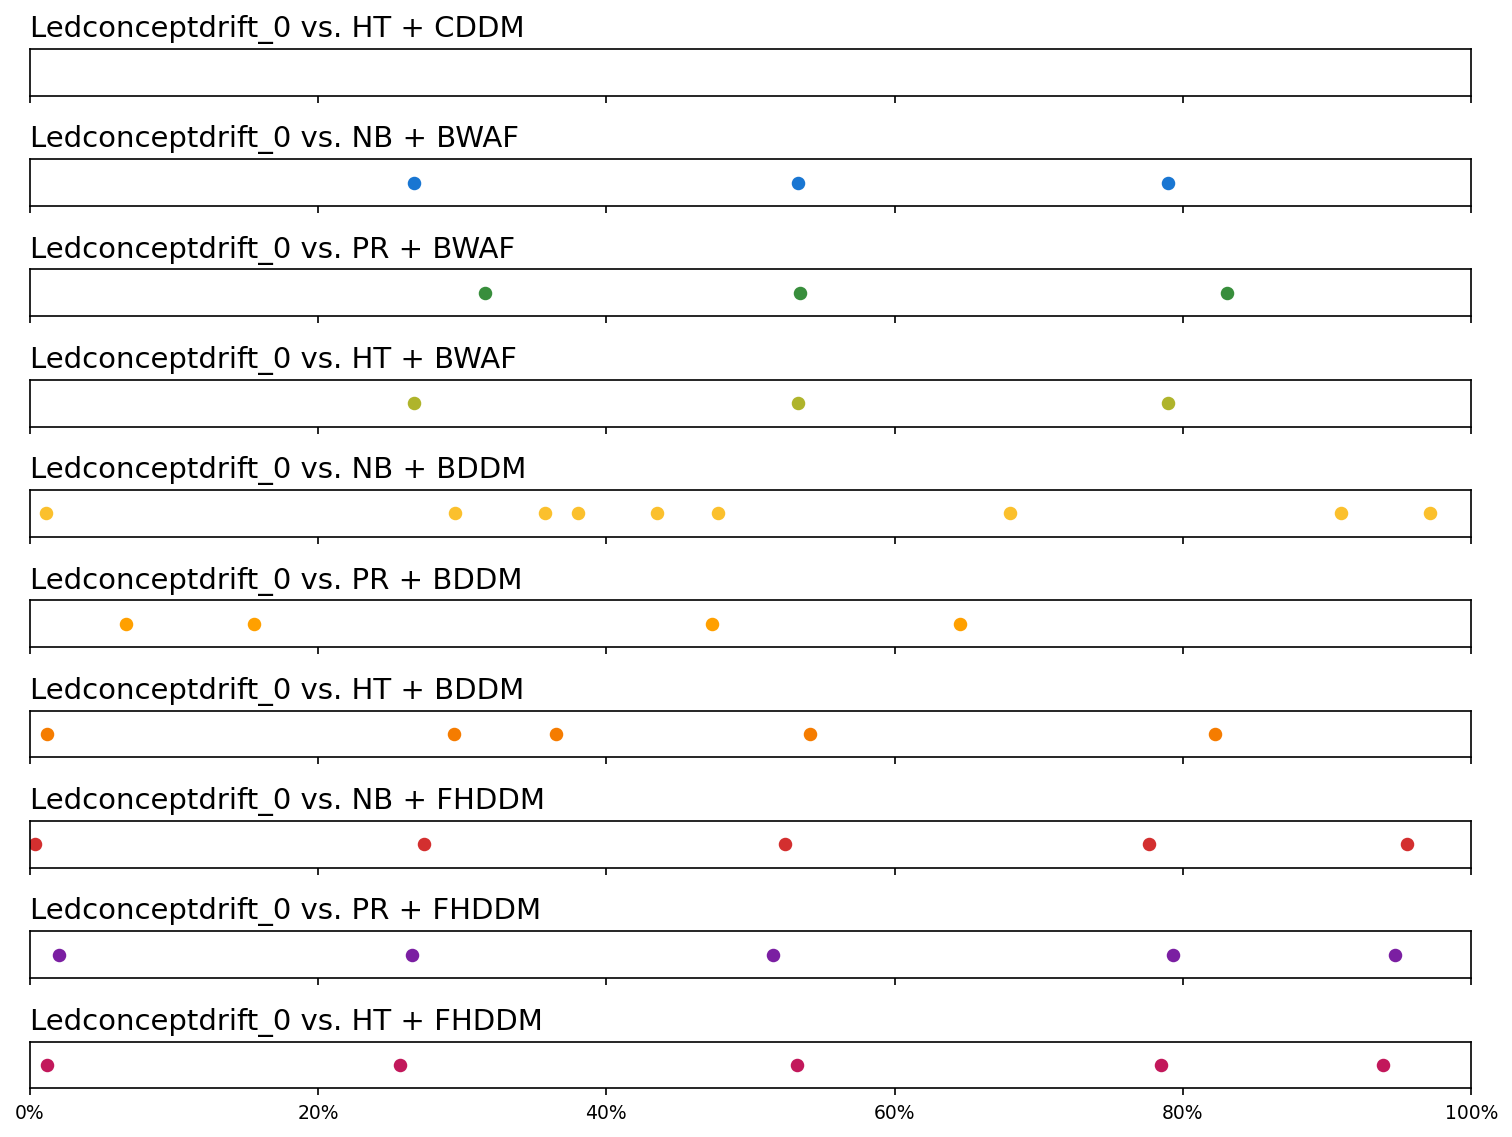 Ledconceptdrift_0 vs. HT + CDDM
Ledconceptdrift_0 vs. NB + BWAF
Ledconceptdrift_0 vs. PR + BWAF
Ledconceptdrift_0 vs. HT + BWAF
Ledconceptdrift_0 vs. NB + BDDM
Ledconceptdrift_0 vs. PR + BDDM
Ledconceptdrift_0 vs. HT + BDDM
Ledconceptdrift_0 vs. NB + FHDDM
Ledconceptdrift_0 vs. PR + FHDDM
Ledconceptdrift_0 vs. HT + FHDDM
0% 20% 40% 60% 80% 100%